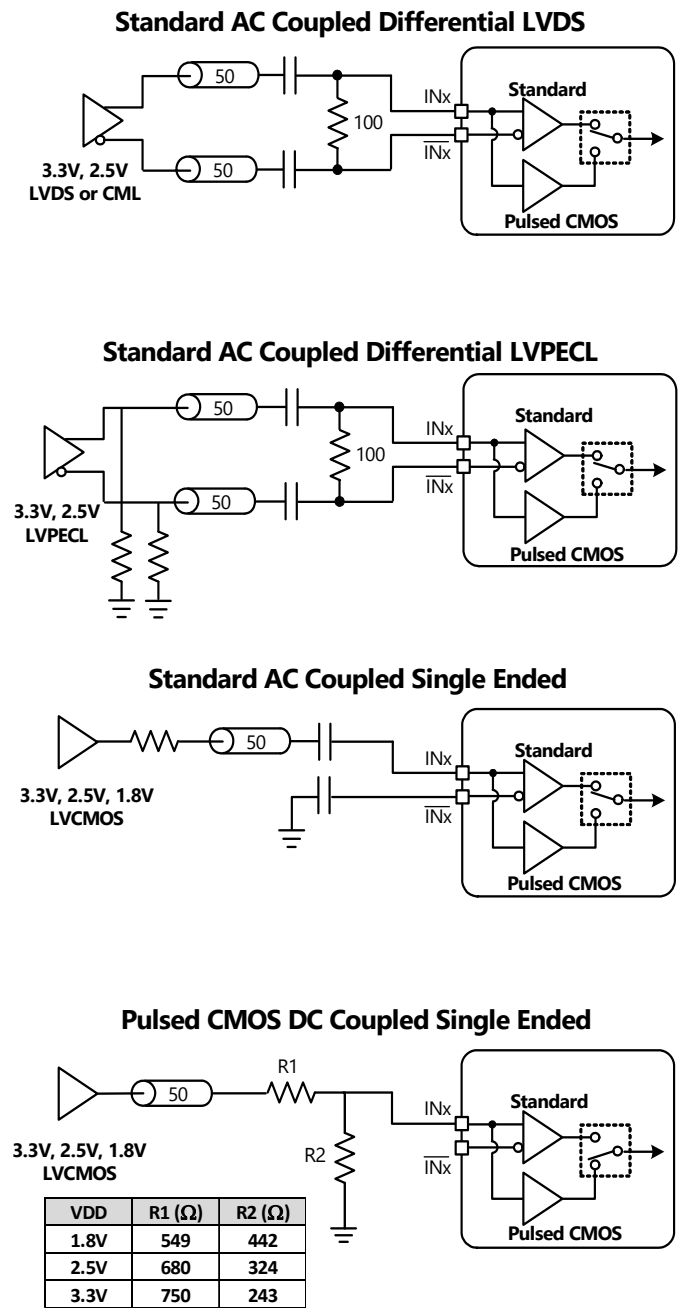 Standard AC Coupled Differential LVDS
50
INx
Standard
100
50
INx
3.3V, 2.5V
LVDS or CML
Pulsed CMOS
Standard AC Coupled Differential LVPECL
50
INx
Standard
100
50
INx
3.3V, 2.5V
LVPECL
Pulsed CMOS
Standard AC Coupled Single Ended
50
INx
Standard
3.3V, 2.5V, 1.8V
LVCMOS
INx
Pulsed CMOS
Pulsed CMOS DC Coupled Single Ended
50
R1
INx
Standard
3.3V, 2.5V, 1.8V
LVCMOS
R2
INx
Pulsed CMOS
VDD R1 (Ω) R2 (Ω)
1.8V 549 442
2.5V 680 324
3.3V 750 243